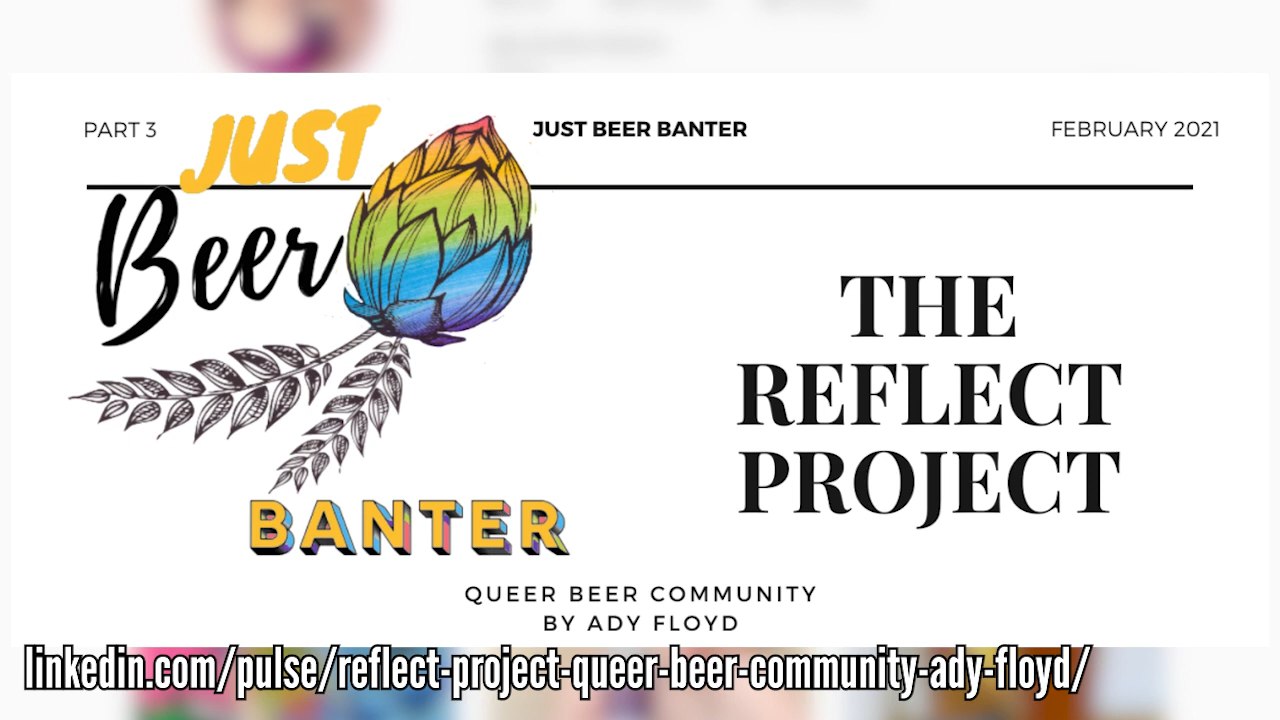 PART 3
JUST BEER BANTER
FEBRUARY 2021
JUST
Beer
BANTER
THE
REFLECT
PROJECT
QUEER BEER COMMUNITY
BY ADY FLOYD
linkedin.com/pulse/reflect-project-queer-beer-community-ady-floyd/